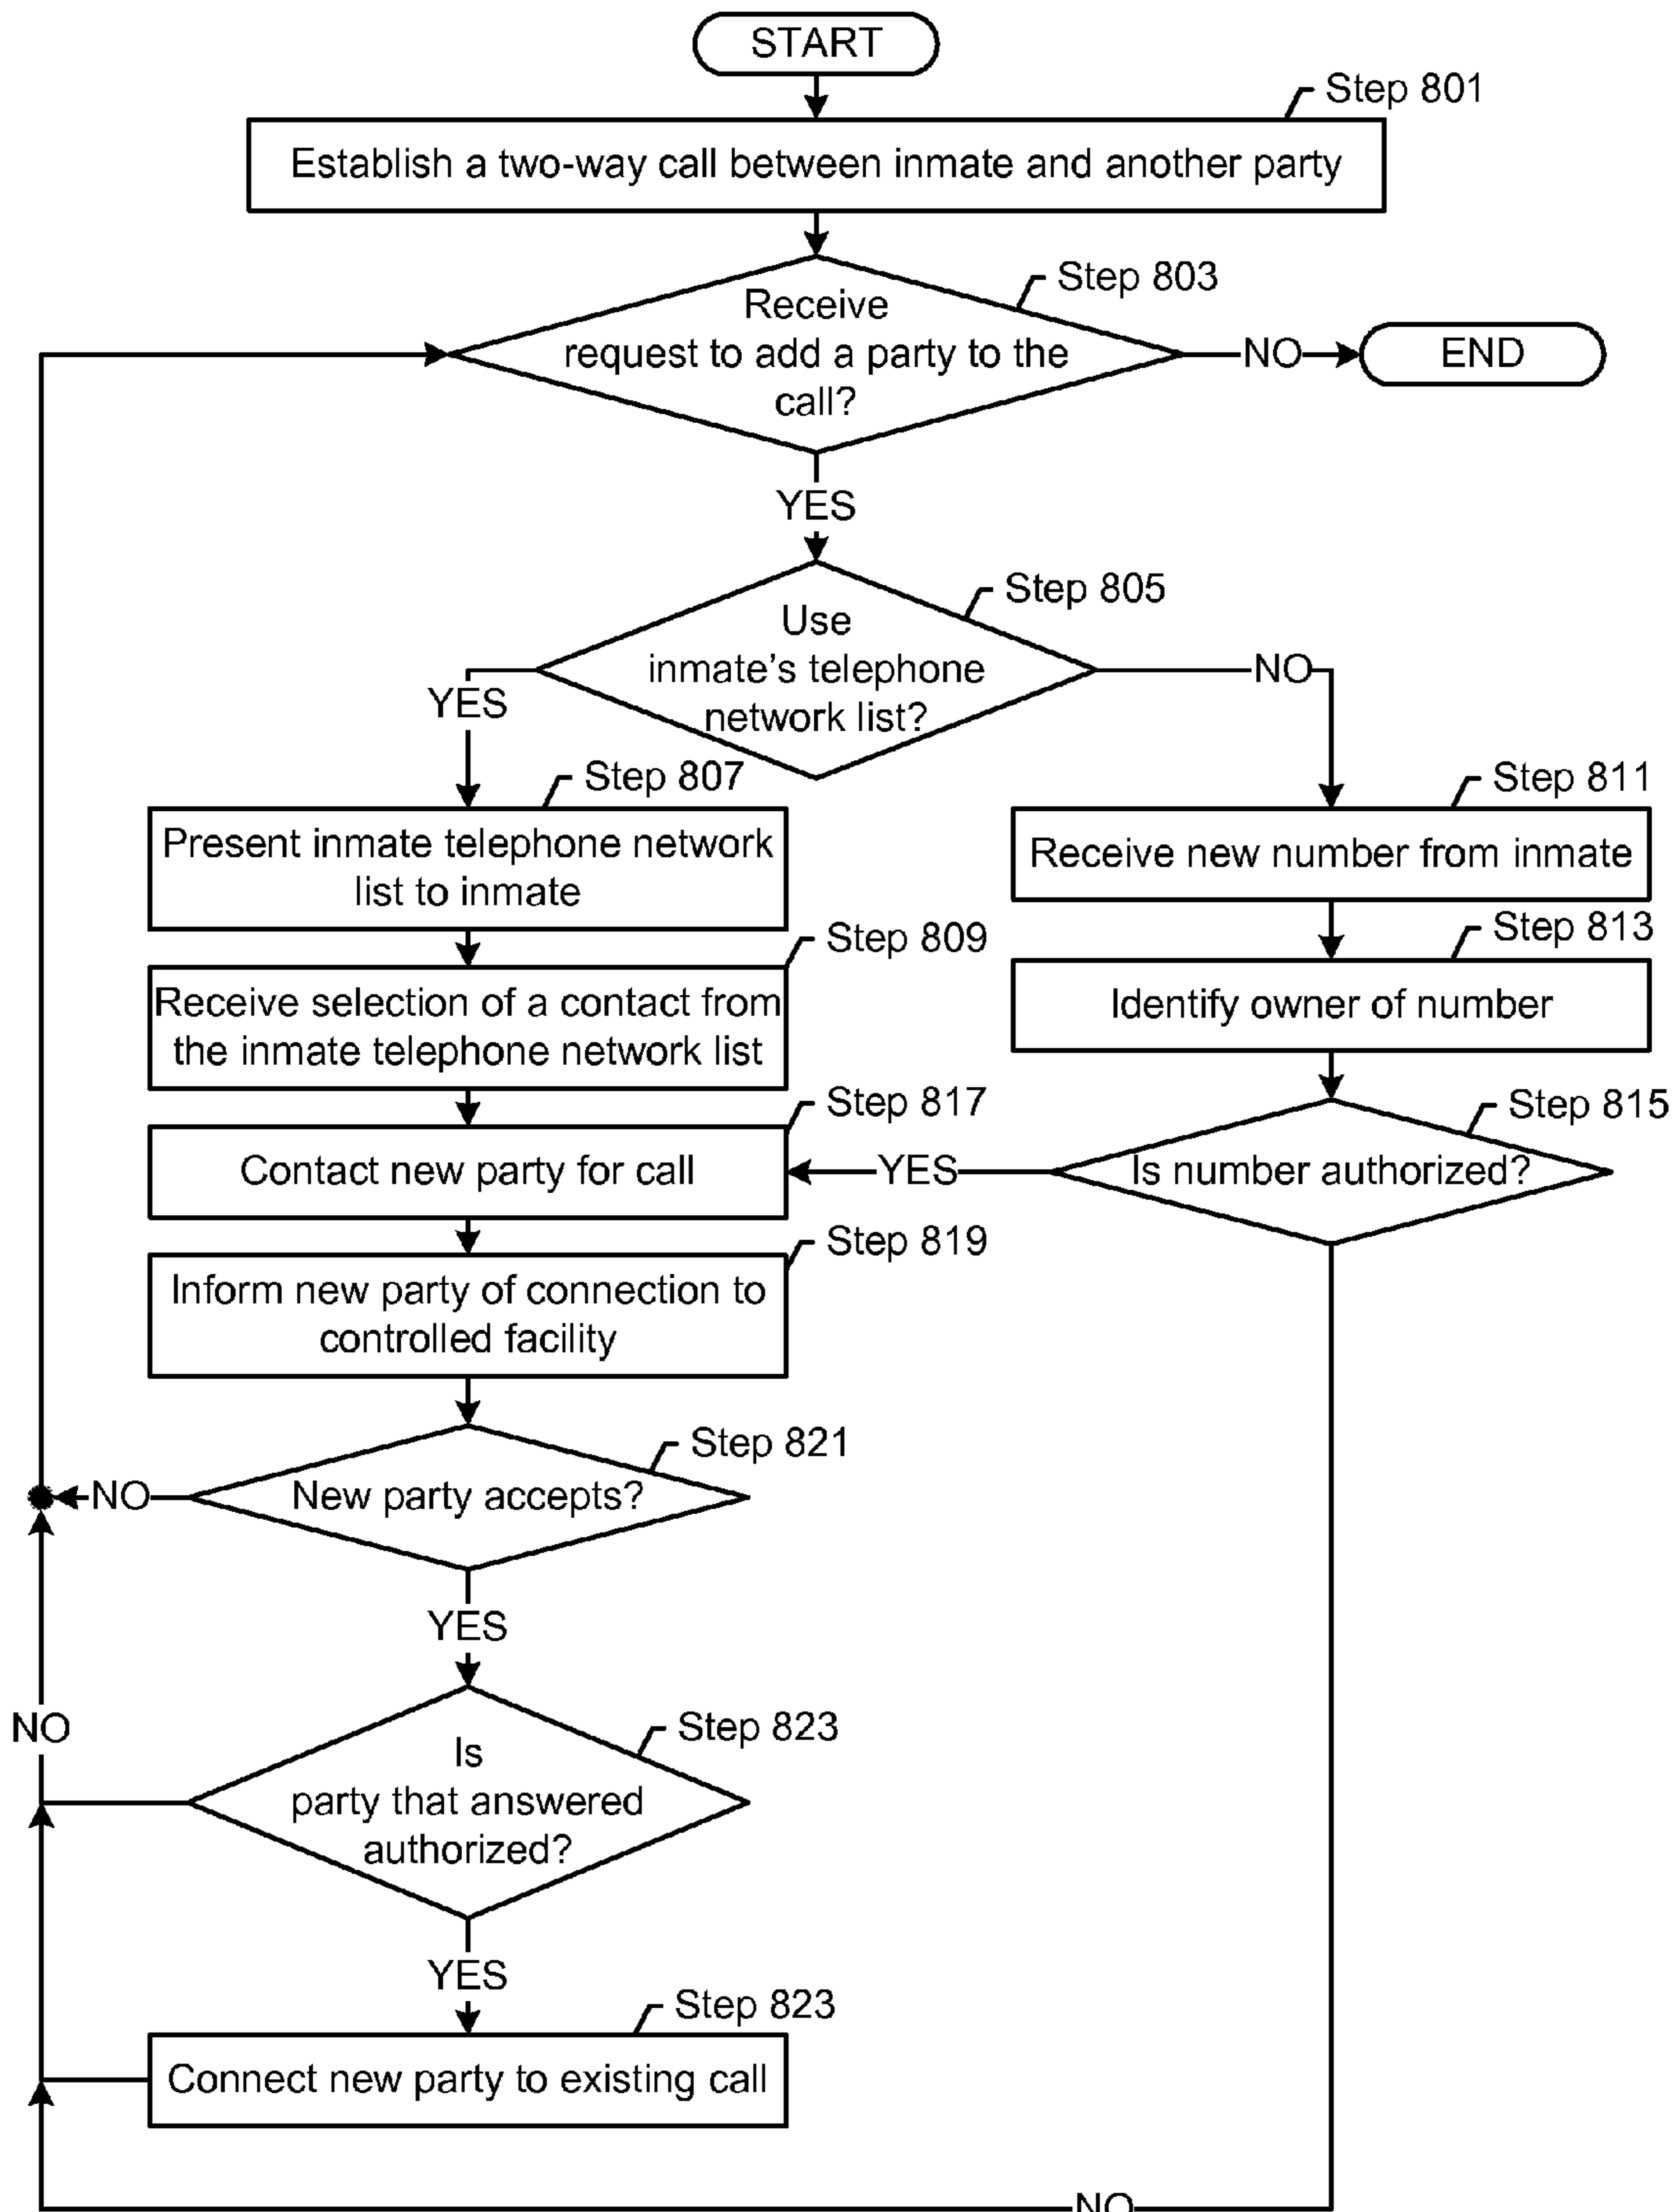 START
Step 801
Establish a two-way call between inmate and another party
Step 803
Receive
request to add a party to the
call?
NO
END
YES
Step 805
Use
inmate's telephone
network list?
YES
NO
Step 807
Present inmate telephone network
list to inmate
Step 811
Receive new number from inmate
Step 809
Receive selection of a contact from
the inmate telephone network list
Step 813
Identify owner of number
Step 817
Contact new party for call
YES
Step 815
Is number authorized?
Step 819
Inform new party of connection to
controlled facility
Step 821
New party accepts?
NO
YES
NO
Step 823
Is
party that answered
authorized?
YES
Step 823
Connect new party to existing call
NO